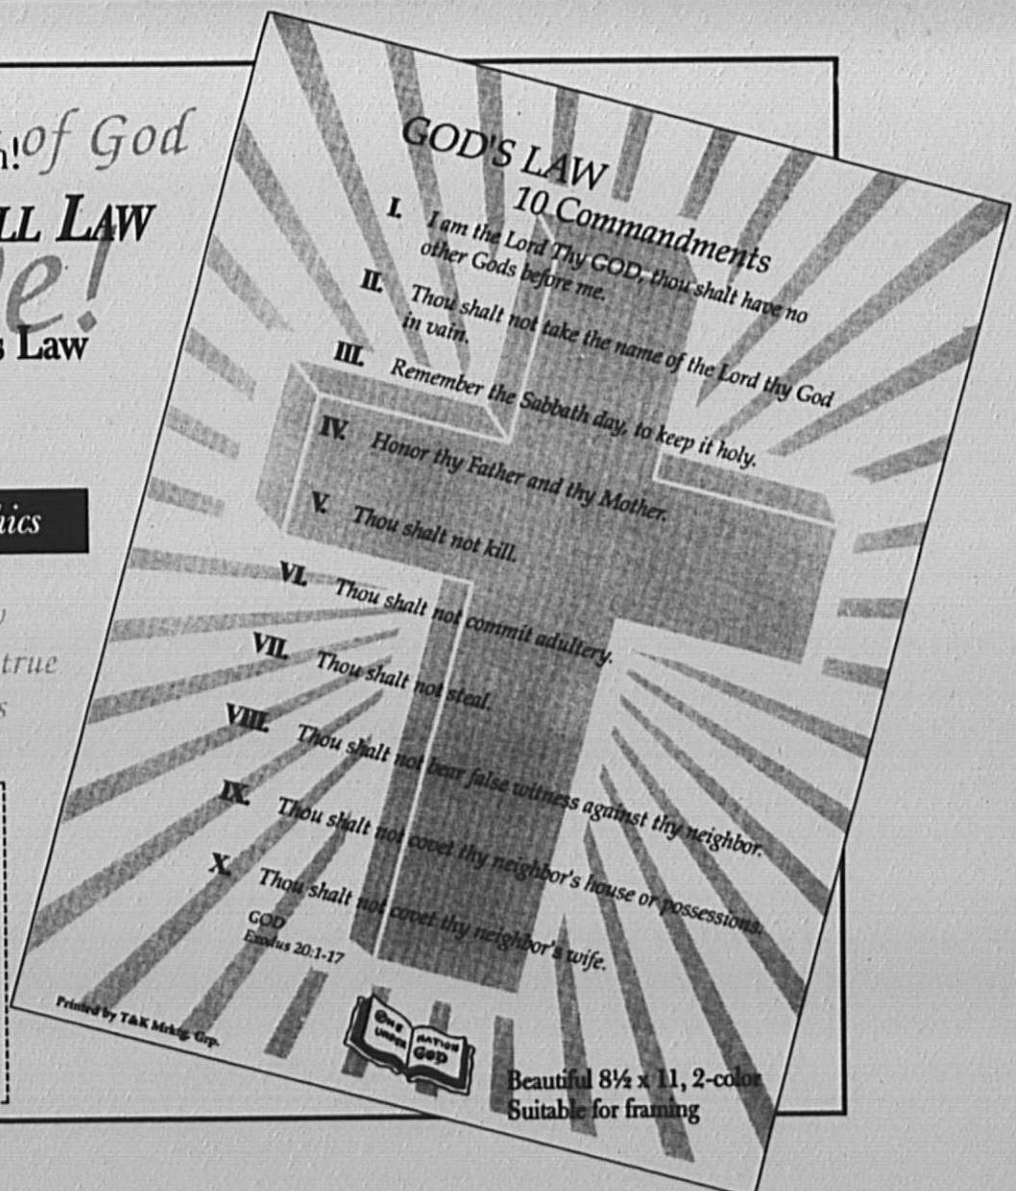 of God
LL LAW
e!
s Law
hics
true
s
GOD'S LAW
10 Commandments
I. I am the Lord Thy GOD, thou shalt have no
other Gods before me.
II. Thou shalt not take the name of the Lord thy God
in vain.
III. Remember the Sabbath day, to keep it holy.
IV. Honor thy Father and thy Mother.
V. Thou shalt not kill.
VI. Thou shalt not commit adultery.
VII. Thou shalt not steal.
VIII. Thou shalt not bear false witness against thy neighbor.
IX. Thou shalt not covet thy neighbor's house or possessions.
X. Thou shalt not covet thy neighbor's wife.
GOD
Exodus 20:1-17
Printed by T&K Mrktg. Grp.
ONE NATION
UNDER GOD
Beautiful 8½ x 11, 2-color
Suitable for framing